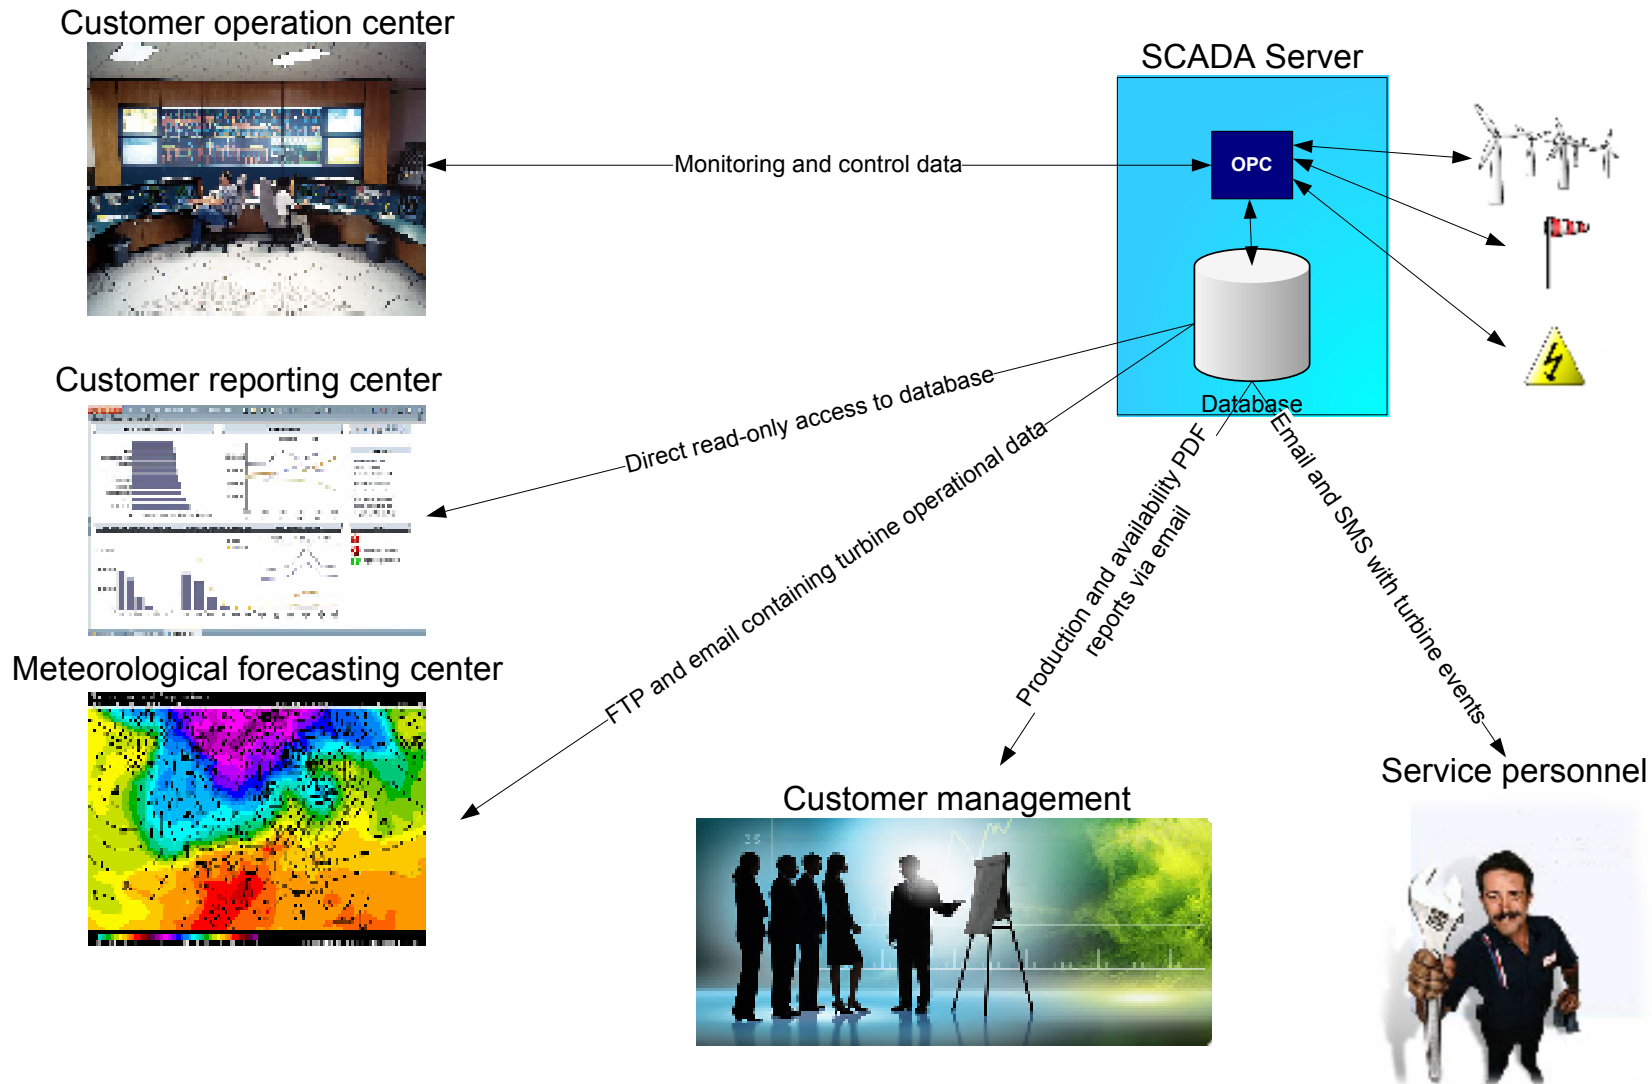 Customer operation center
SCADA Server
Monitoring and control data
OPC
Customer reporting center
Direct read-only access to database
Database
FTP and email containing turbine operational data
Production and availability PDF
reports via email
Email and SMS with turbine events
Meteorological forecasting center
Customer management
Service personnel